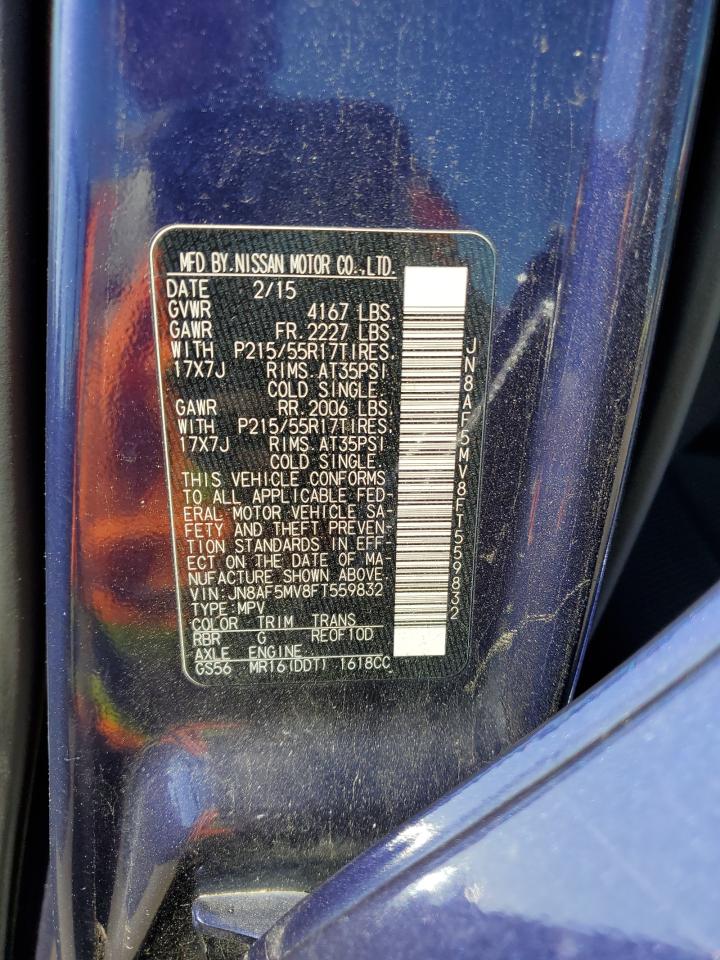 MFD BY.NISSAN MOTOR CO.,LTD.
DATE 2/15
GVWR 4167 LBS.
GAWR FR. 2227 LBS.
WITH P215/55R17TIRES.
17X7J RIMS. AT35PSI
COLD SINGLE.
GAWR RR. 2006 LBS.
WITH P215/55R17TIRES.
17X7J RIMS. AT35PSI
COLD SINGLE.
THIS VEHICLE CONFORMS
TO ALL APPLICABLE FED-
ERAL MOTOR VEHICLE SA-
FETY AND THEFT PREVEN-
TION STANDARDS IN EFF-
ECT ON THE DATE OF MA-
NUFACTURE SHOWN ABOVE.
VIN:JN8AF5MV8FT559832
TYPE:MPV
COLOR TRIM TRANS
RBR G RE0F10D
AXLE ENGINE
GS56 MR16(DDT) 1618CC
JN8AF5MV8FT559832